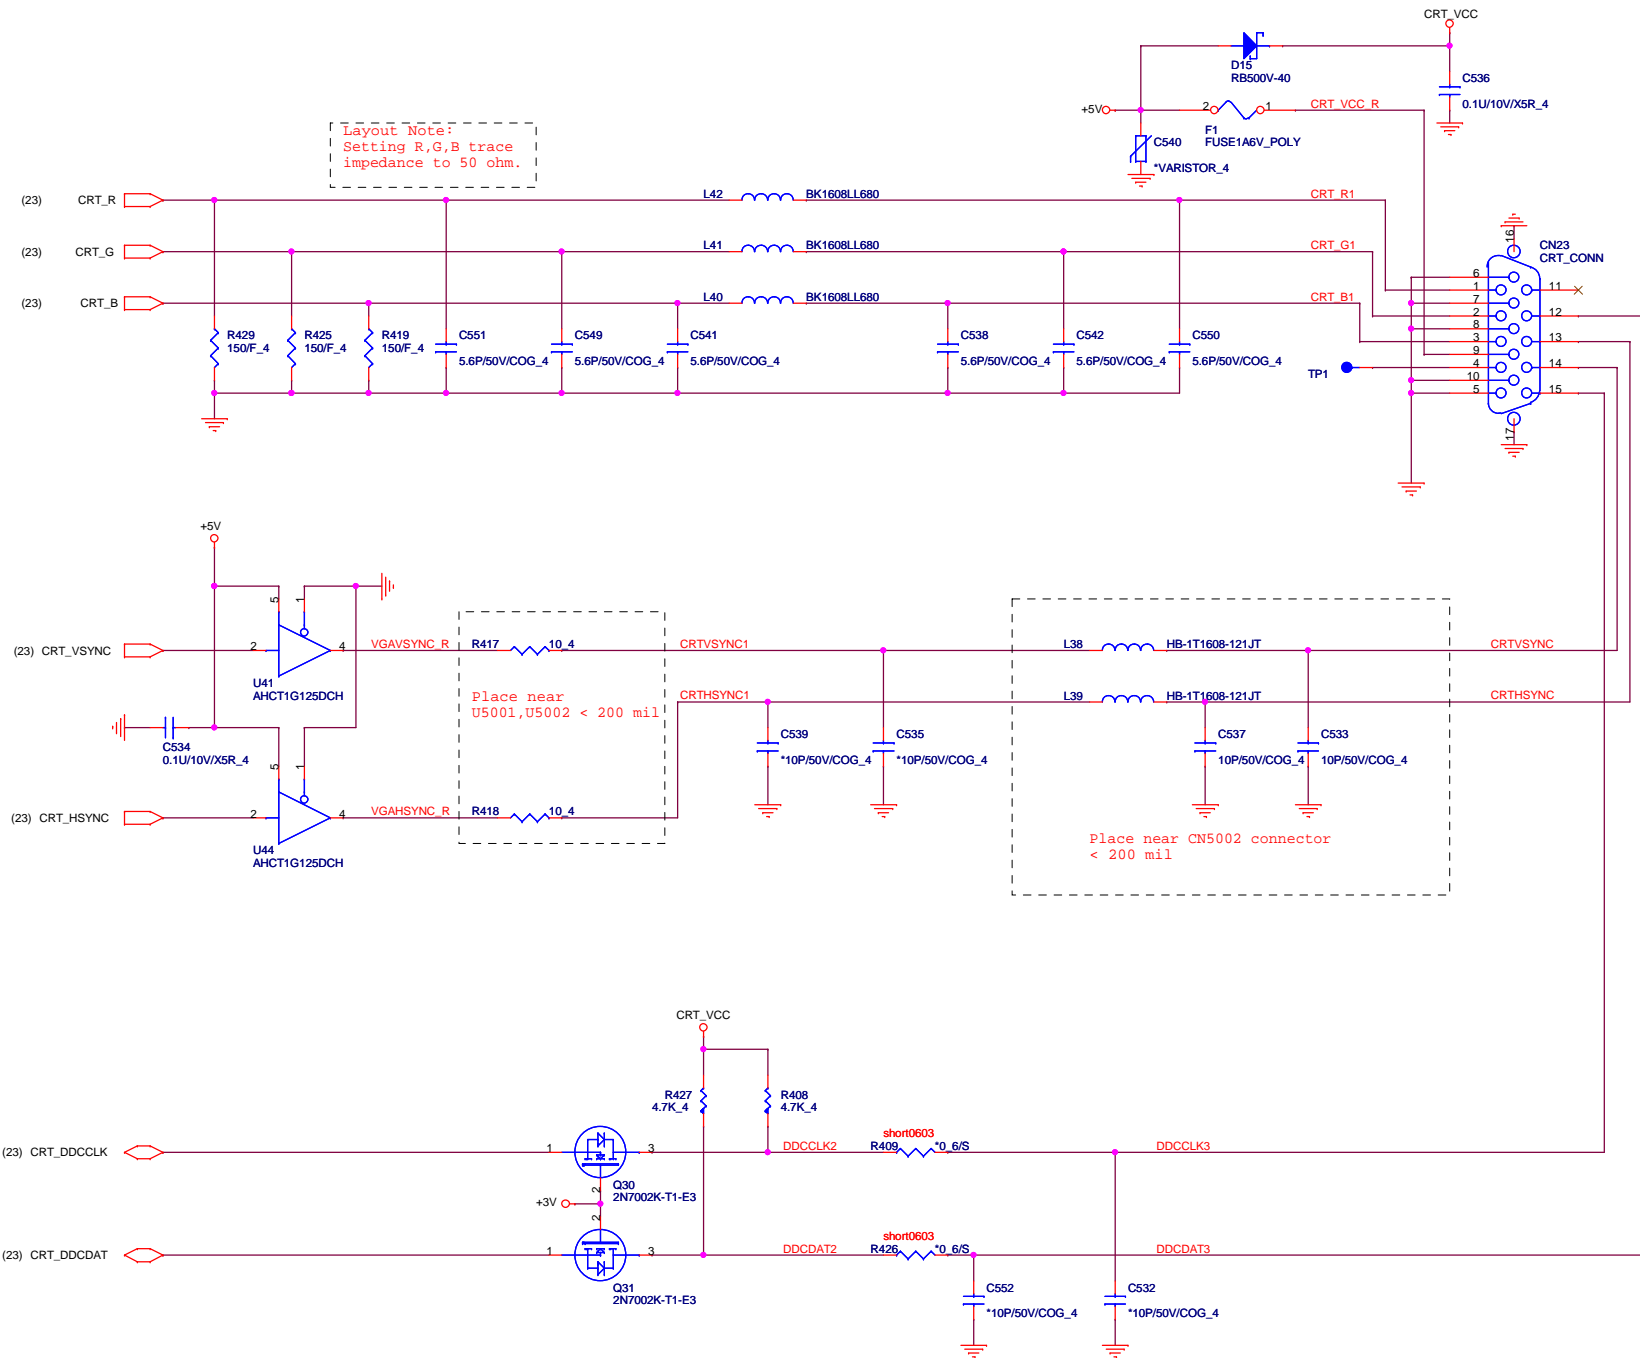 CRT_VCC
D15
RB500V-40
C536
0.1U/10V/X5R_4
+5V
2
1
CRT_VCC_R
F1
FUSE1A6V_POLY
C540
*VARISTOR_4
Layout Note:
Setting R,G,B trace
impedance to 50 ohm.
(23) CRT_R
L42
BK1608LL680
CRT_R1
(23) CRT_G
L41
BK1608LL680
CRT_G1
(23) CRT_B
L40
BK1608LL680
CRT_B1
R429
150/F_4
R425
150/F_4
R419
150/F_4
C551
5.6P/50V/COG_4
C549
5.6P/50V/COG_4
C541
5.6P/50V/COG_4
C538
5.6P/50V/COG_4
C542
5.6P/50V/COG_4
C550
5.6P/50V/COG_4
TP1
16
CN23
CRT_CONN
6
1
7
2
8
3
9
4
10
5
11
12
13
14
15
17
+5V
5
1
(23) CRT_VSYNC
2
4
VGAVSYNC_R
U41
AHCT1G125DCH
R417
10_4
CRTVSYNC1
L38
HB-1T1608-121JT
CRTVSYNC
Place near
U5001,U5002 < 200 mil
CRTHSYNC1
L39
HB-1T1608-121JT
CRTHSYNC
C534
0.1U/10V/X5R_4
C539
*10P/50V/COG_4
C535
*10P/50V/COG_4
C537
10P/50V/COG_4
C533
10P/50V/COG_4
5
1
(23) CRT_HSYNC
2
4
VGAHSYNC_R
R418
10_4
U44
AHCT1G125DCH
Place near CN5002 connector
< 200 mil
CRT_VCC
R427
4.7K_4
R408
4.7K_4
(23) CRT_DDCCLK
1
3
DDCCLK2
short0603
R409
*0_6/S
DDCCLK3
Q30
2N7002K-T1-E3
2
+3V
2
(23) CRT_DDCDAT
1
3
DDCDAT2
short0603
R426
*0_6/S
DDCDAT3
Q31
2N7002K-T1-E3
C552
*10P/50V/COG_4
C532
*10P/50V/COG_4